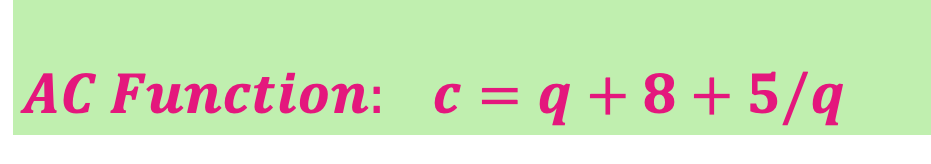 AC Function: c = q + 8 + 5/q